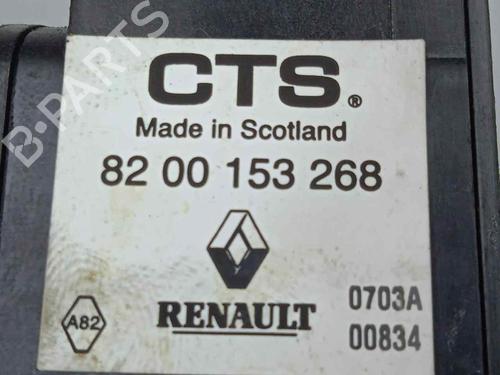 CTS®
Made in Scotland
82 00 153 268
RENAULT
0703A
A82
00834
B-PARTS